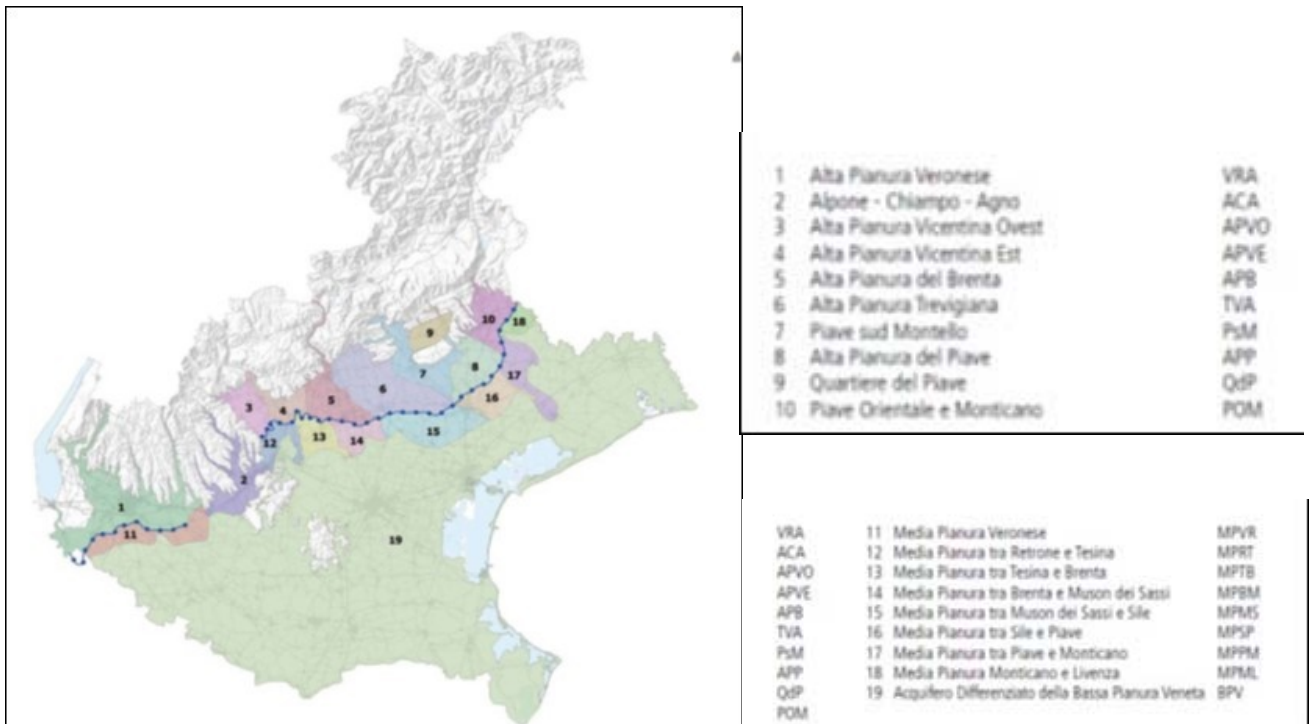 10
18
9
8
7
17
6
5
16
3
4
15
13
12
14
2
1
11
19
1 Alta Pianura Veronese VRA
2 Alpone - Chiampo - Agno ACA
3 Alta Pianura Vicentina Ovest APVO
4 Alta Pianura Vicentina Est APVE
5 Alta Pianura del Brenta APB
6 Alta Pianura Trevigiana TVA
7 Piave sud Montello PsM
8 Alta Pianura del Piave APP
9 Quartiere del Piave QdP
10 Piave Orientale e Monticano POM
VRA 11 Media Pianura Veronese MPVR
ACA 12 Media Pianura tra Retrone e Tesina MPRT
APVO 13 Media Pianura tra Tesina e Brenta MPTB
APVE 14 Media Pianura tra Brenta e Muson dei Sassi MPBM
APB 15 Media Pianura tra Muson dei Sassi e Sile MPMS
TVA 16 Media Pianura tra Sile e Piave MPSP
PsM 17 Media Pianura tra Piave e Monticano MPPM
APP 18 Media Pianura Monticano e Livenza MPML
QdP 19 Acquifero Differenziato della Bassa Pianura Veneta BPV
POM